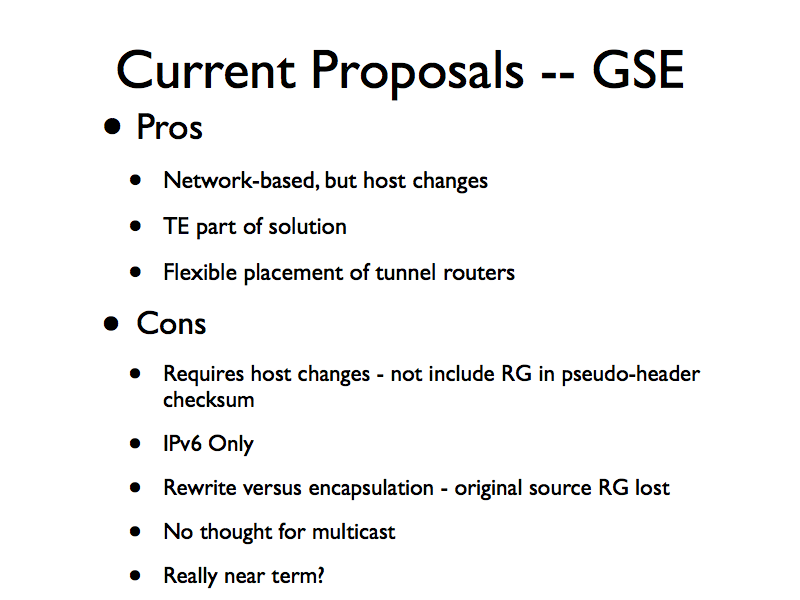 Current Proposals -- GSE
• Pros
• Network-based, but host changes
• TE part of solution
• Flexible placement of tunnel routers
• Cons
• Requires host changes - not include RG in pseudo-header
checksum
• IPv6 Only
• Rewrite versus encapsulation - original source RG lost
• No thought for multicast
• Really near term?